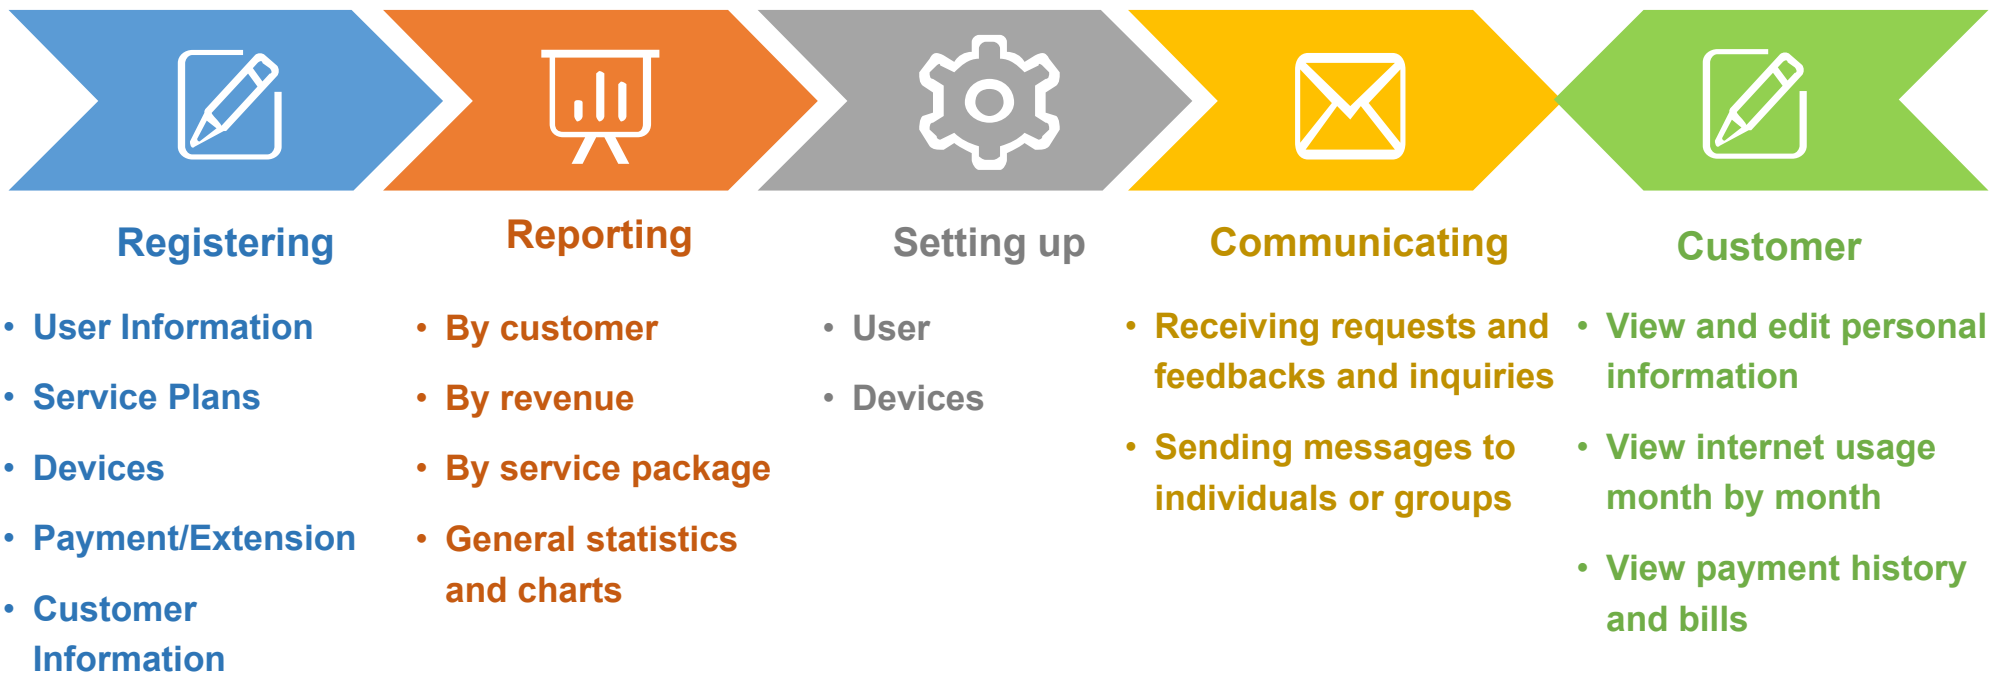 Registering
• User Information
• Service Plans
• Devices
• Payment/Extension
• Customer
Information
Reporting
• By customer
• By revenue
• By service package
• General statistics
and charts
Setting up
• User
• Devices
Communicating
• Receiving requests and
feedbacks and inquiries
• Sending messages to
individuals or groups
Customer
• View and edit personal
information
• View internet usage
month by month
• View payment history
and bills